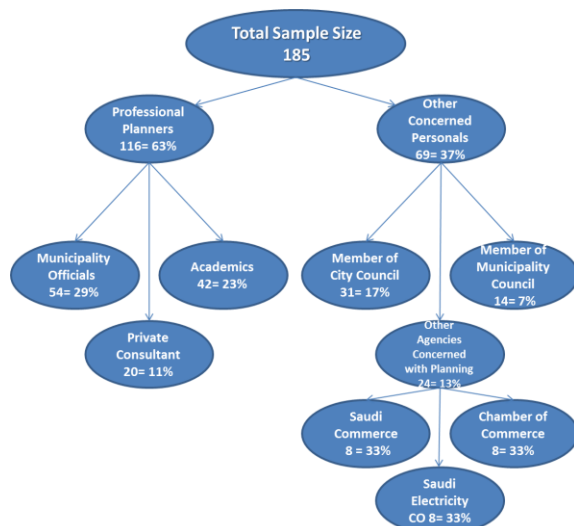 Total Sample Size
185
Professional
Planners
116= 63%
Other
Concerned
Personals
69= 37%
Municipality
Officials
54= 29%
Academics
42= 23%
Private
Consultant
20= 11%
Member of
City Council
31= 17%
Member of
Municipality
Council
14= 7%
Other
Agencies
Concerned
with Planning
24= 13%
Saudi
Commerce
8 = 33%
Chamber of
Commerce
8= 33%
Saudi
Electricity
CO 8= 33%